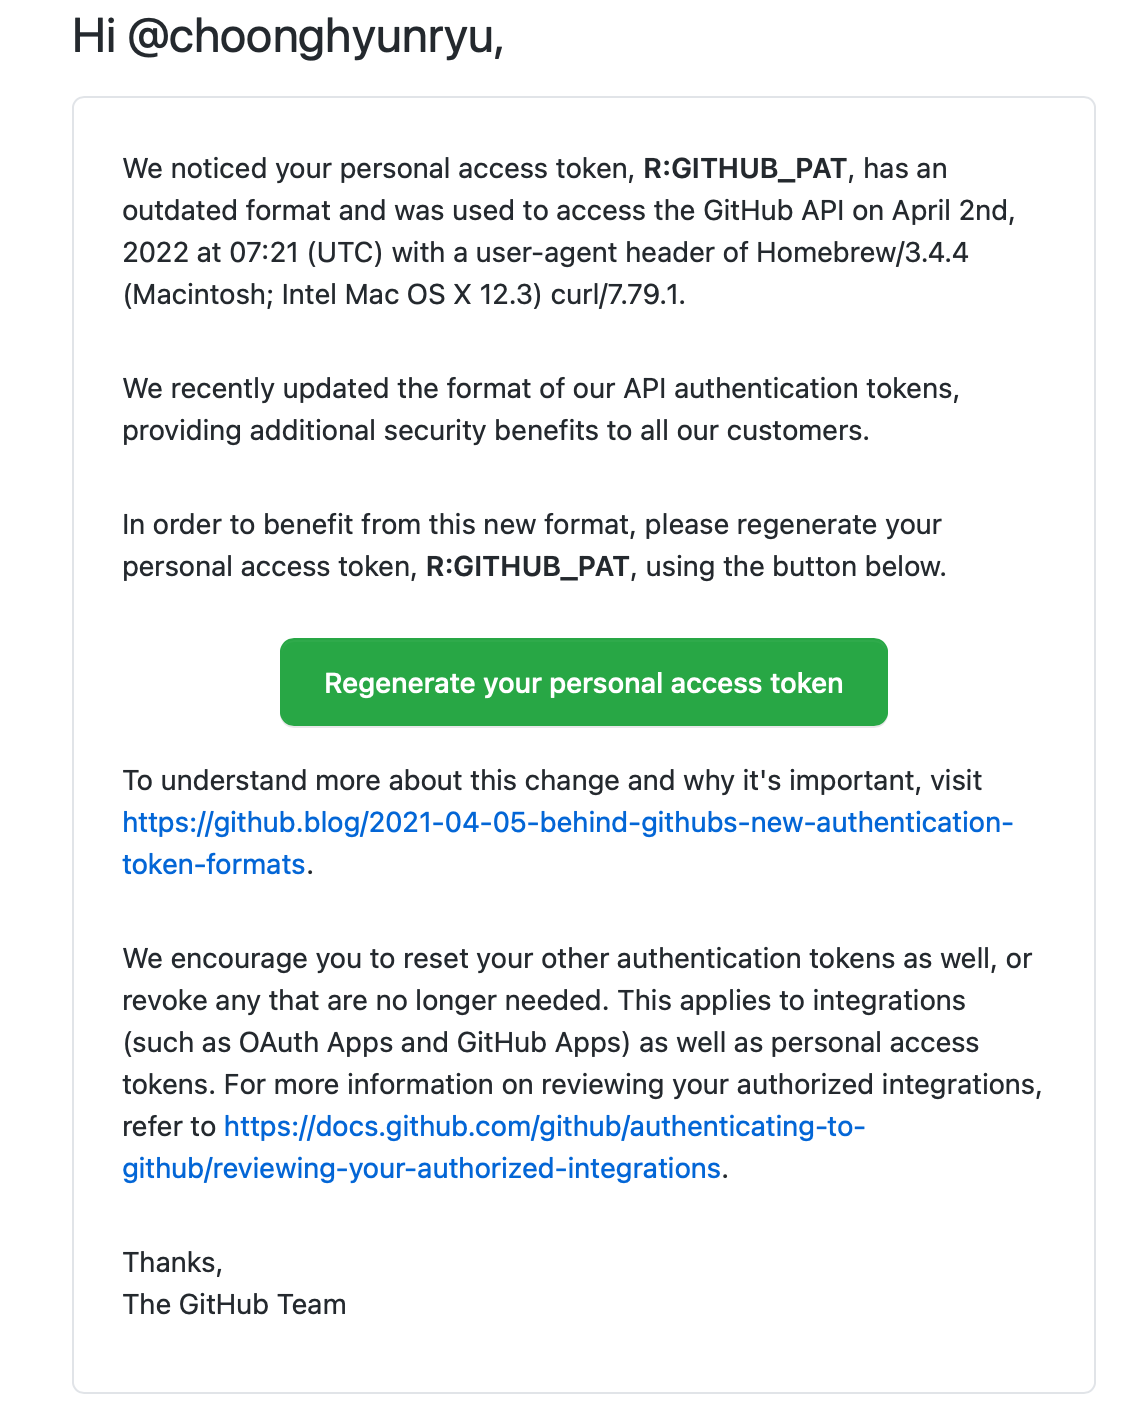 Hi @choonghyunryu,
We noticed your personal access token, R:GITHUB_PAT, has an
outdated format and was used to access the GitHub API on April 2nd,
2022 at 07:21 (UTC) with a user-agent header of Homebrew/3.4.4
(Macintosh; Intel Mac OS X 12.3) curl/7.79.1.
We recently updated the format of our API authentication tokens,
providing additional security benefits to all our customers.
In order to benefit from this new format, please regenerate your
personal access token, R:GITHUB_PAT, using the button below.
Regenerate your personal access token
To understand more about this change and why it's important, visit
https://github.blog/2021-04-05-behind-githubs-new-authentication-
token-formats.
We encourage you to reset your other authentication tokens as well, or
revoke any that are no longer needed. This applies to integrations
(such as OAuth Apps and GitHub Apps) as well as personal access
tokens. For more information on reviewing your authorized integrations,
refer to https://docs.github.com/github/authenticating-to-
github/reviewing-your-authorized-integrations.
Thanks,
The GitHub Team